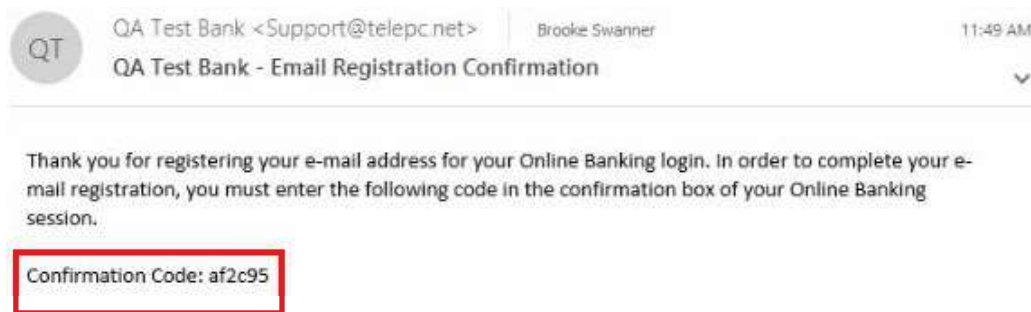 QT
QA Test Bank <Support@telepc.net>
Brooke Swanner
11:49 AM
QA Test Bank - Email Registration Confirmation
Thank you for registering your e-mail address for your Online Banking login. In order to complete your e-
mail registration, you must enter the following code in the confirmation box of your Online Banking
session.
Confirmation Code: af2c95